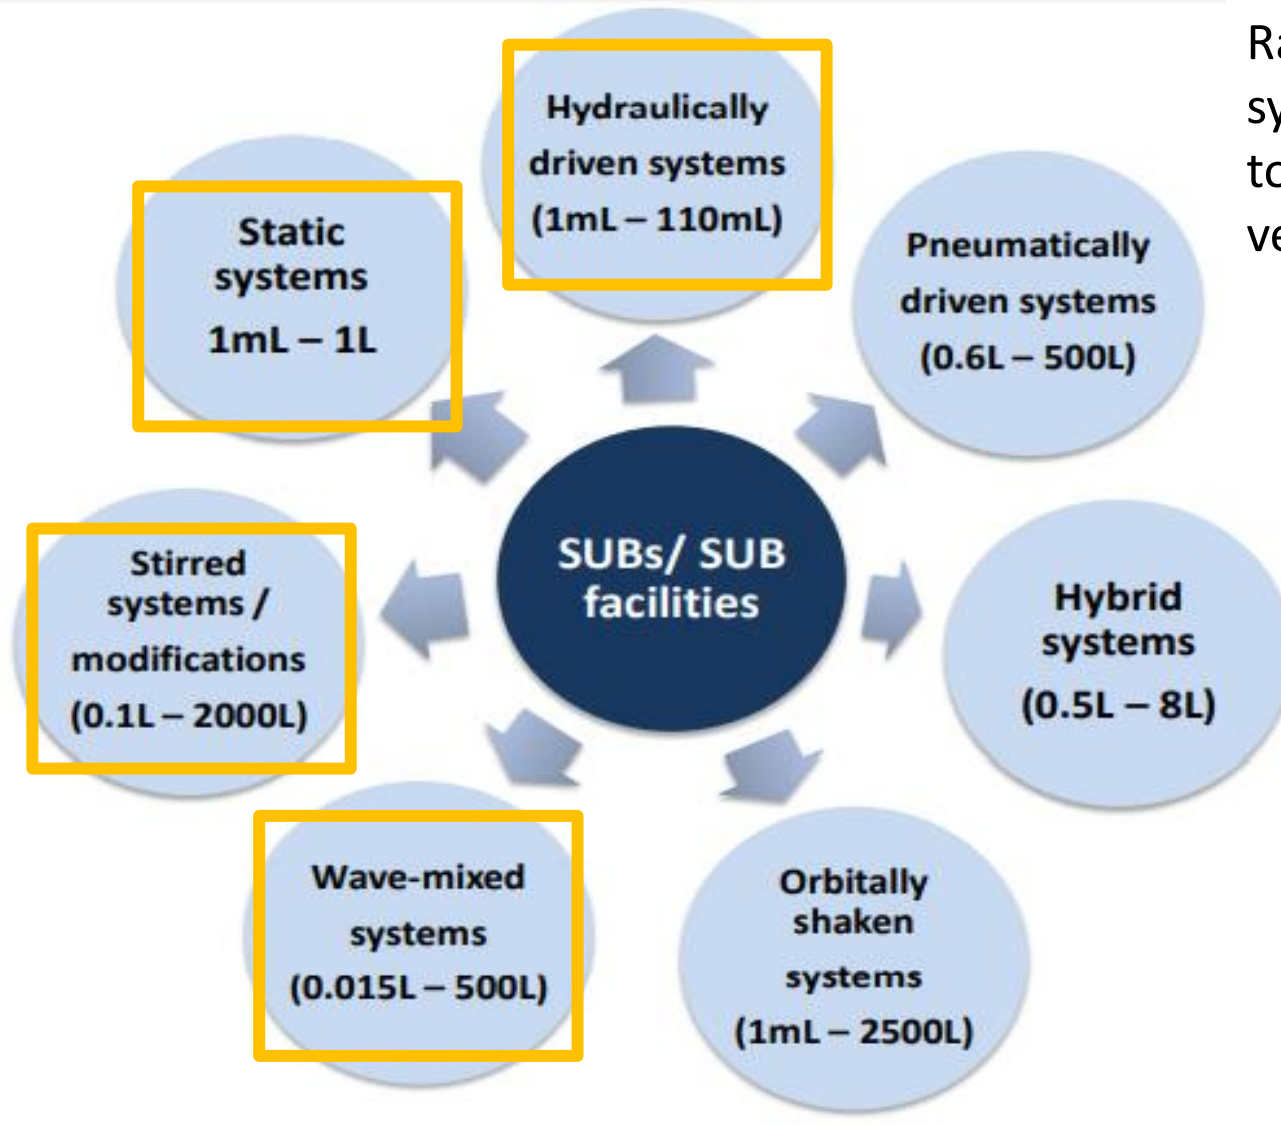 Hydraulically
driven systems
(1mL – 110mL)
Pneumatically
driven systems
(0.6L – 500L)
Hybrid
systems
(0.5L – 8L)
Orbitally
shaken
systems
(1mL – 2500L)
Wave-mixed
systems
(0.015L – 500L)
Stirred
systems /
modifications
(0.1L – 2000L)
Static
systems
1mL – 1L
SUBs/ SUB
facilities